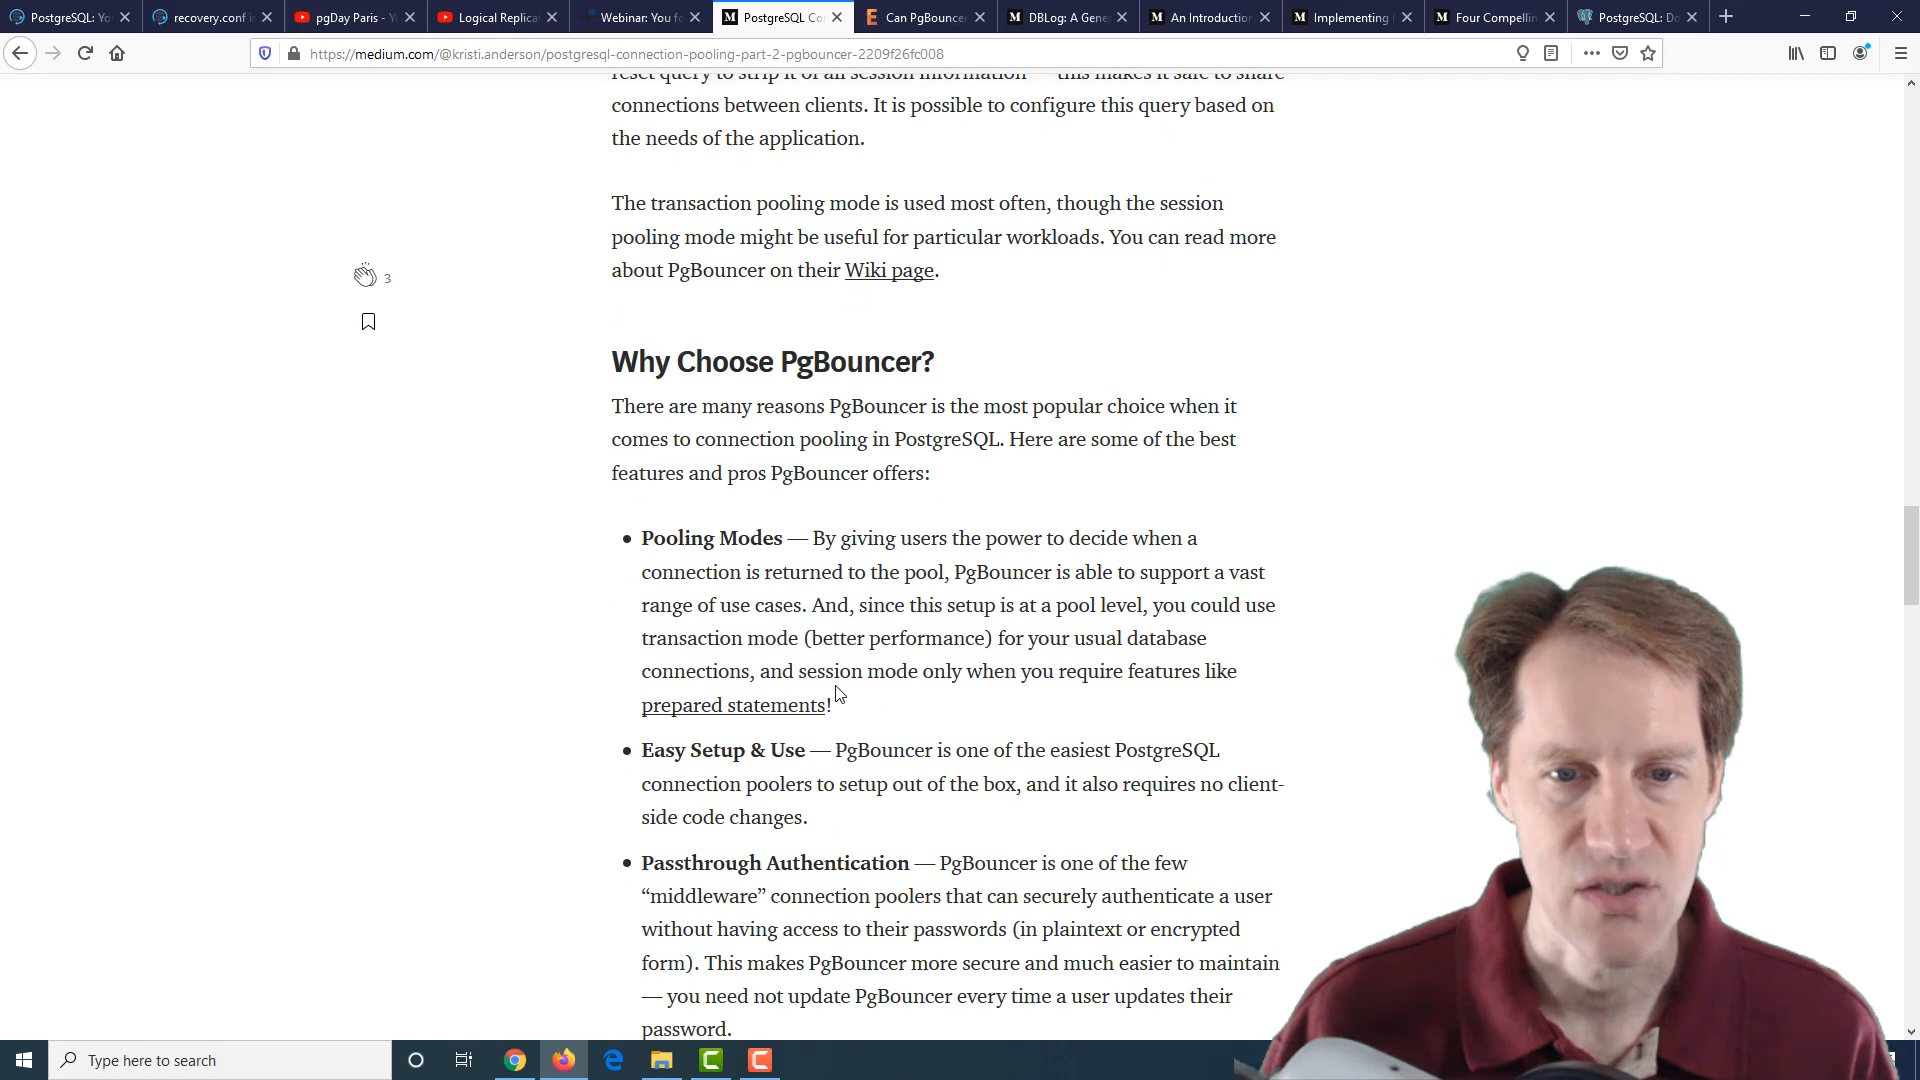 PostgreSQL: Yo
recovery.conf is
pgDay Paris - Yo
Logical Replicat
Webinar: You fo
PostgreSQL Co
Can PgBouncer
DBLog: A Gene
An Introduction
Implementing
Four Compellin
PostgreSQL: Do
https://medium.com/@kristi.anderson/postgresql-connection-pooling-part-2-pgbouncer-2209f26fc008
reset query to strip it of all session information — this makes it safe to share
connections between clients. It is possible to configure this query based on
the needs of the application.
The transaction pooling mode is used most often, though the session
pooling mode might be useful for particular workloads. You can read more
about PgBouncer on their Wiki page.
3
Why Choose PgBouncer?
There are many reasons PgBouncer is the most popular choice when it
comes to connection pooling in PostgreSQL. Here are some of the best
features and pros PgBouncer offers:
• Pooling Modes — By giving users the power to decide when a
connection is returned to the pool, PgBouncer is able to support a vast
range of use cases. And, since this setup is at a pool level, you could use
transaction mode (better performance) for your usual database
connections, and session mode only when you require features like
prepared statements!
• Easy Setup & Use — PgBouncer is one of the easiest PostgreSQL
connection poolers to setup out of the box, and it also requires no client-
side code changes.
• Passthrough Authentication — PgBouncer is one of the few
“middleware” connection poolers that can securely authenticate a user
without having access to their passwords (in plaintext or encrypted
form). This makes PgBouncer more secure and much easier to maintain
— you need not update PgBouncer every time a user updates their
password.
Type here to search